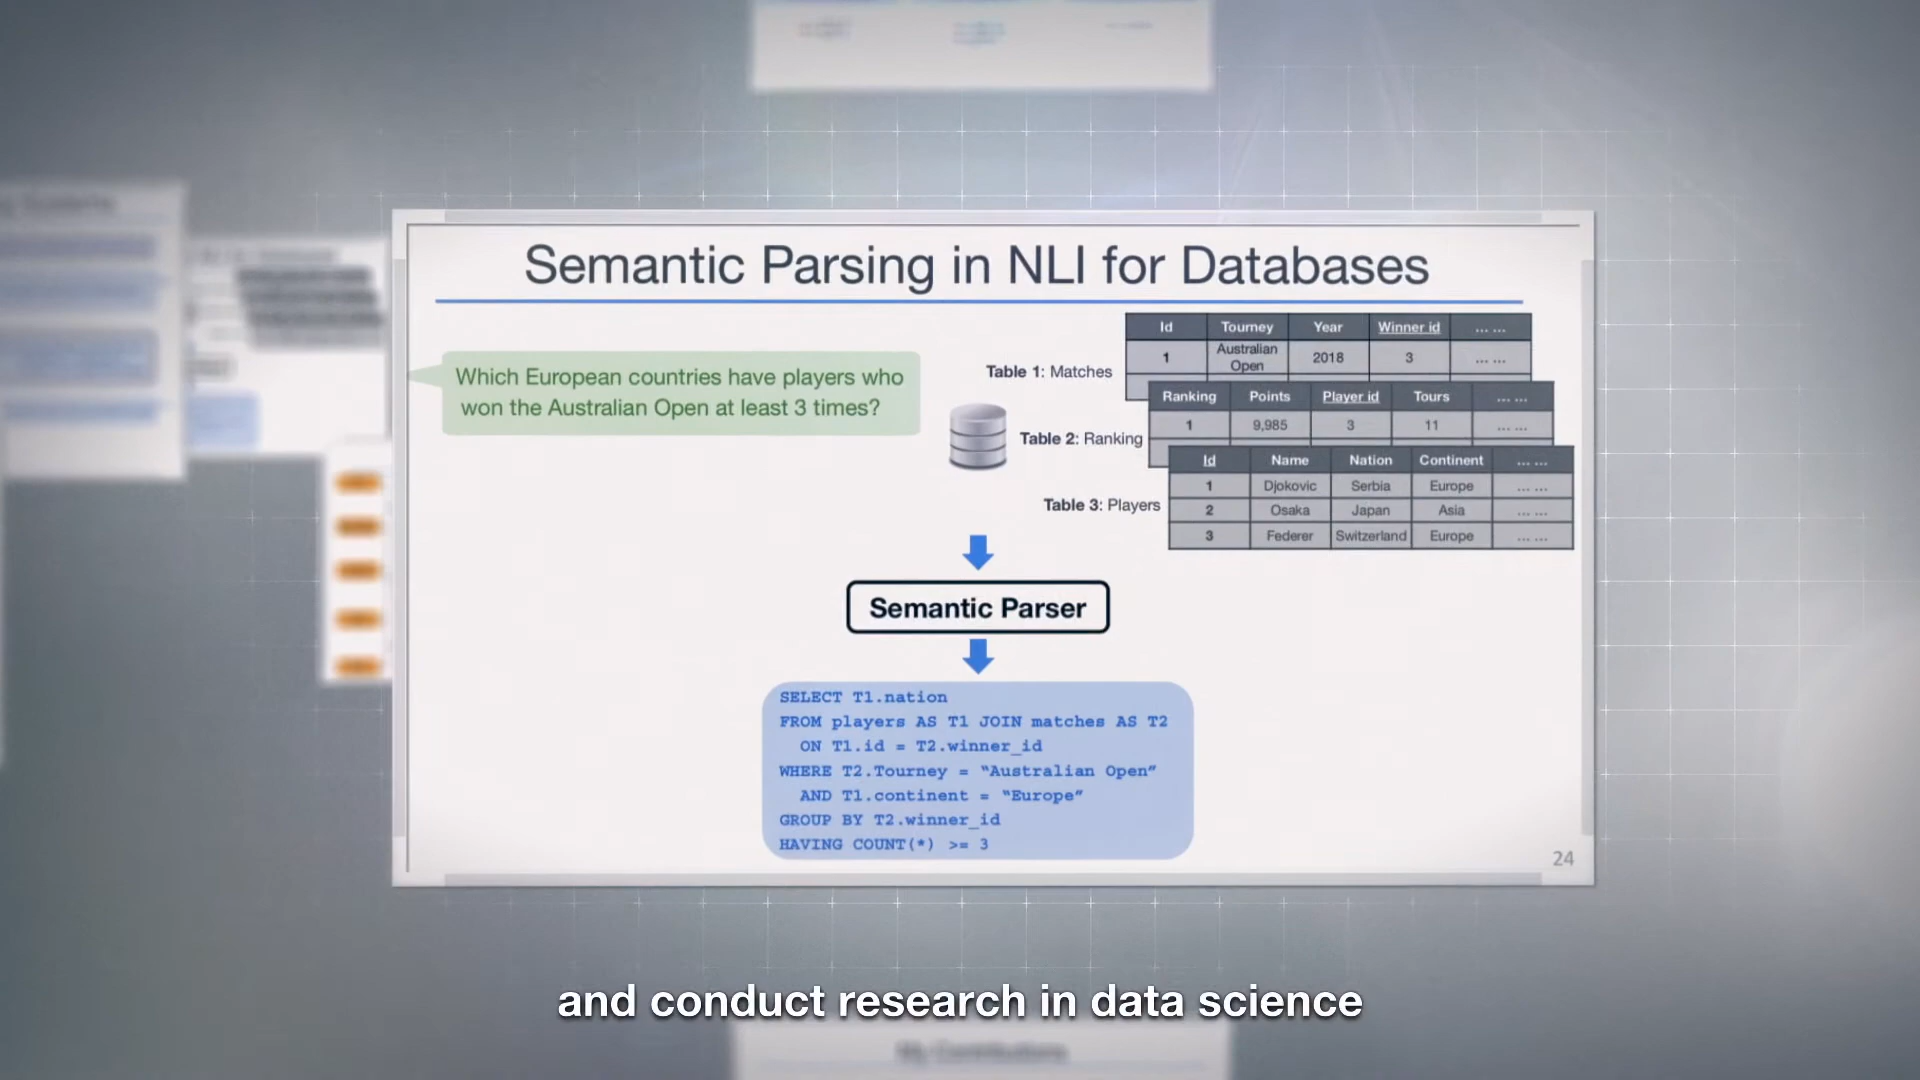 Semantic Parsing in NLI for Databases
Which European countries have players who
won the Australian Open at least 3 times?
Table 1: Matches
Id Tourney Year Winner id ... ...
1 Australian Open 2018 3 ... ...
Table 2: Ranking
Ranking Points Player id Tours ... ...
1 9,985 3 11 ... ...
Table 3: Players
Id Name Nation Continent ... ...
1 Djokovic Serbia Europe ... ...
2 Osaka Japan Asia ... ...
3 Federer Switzerland Europe ... ...
Semantic Parser
SELECT T1.nation
FROM players AS T1 JOIN matches AS T2
ON T1.id = T2.winner_id
WHERE T2.Tourney = “Australian Open”
AND T1.continent = “Europe”
GROUP BY T2.winner_id
HAVING COUNT(*) >= 3
24
and conduct research in data science
My Contributions